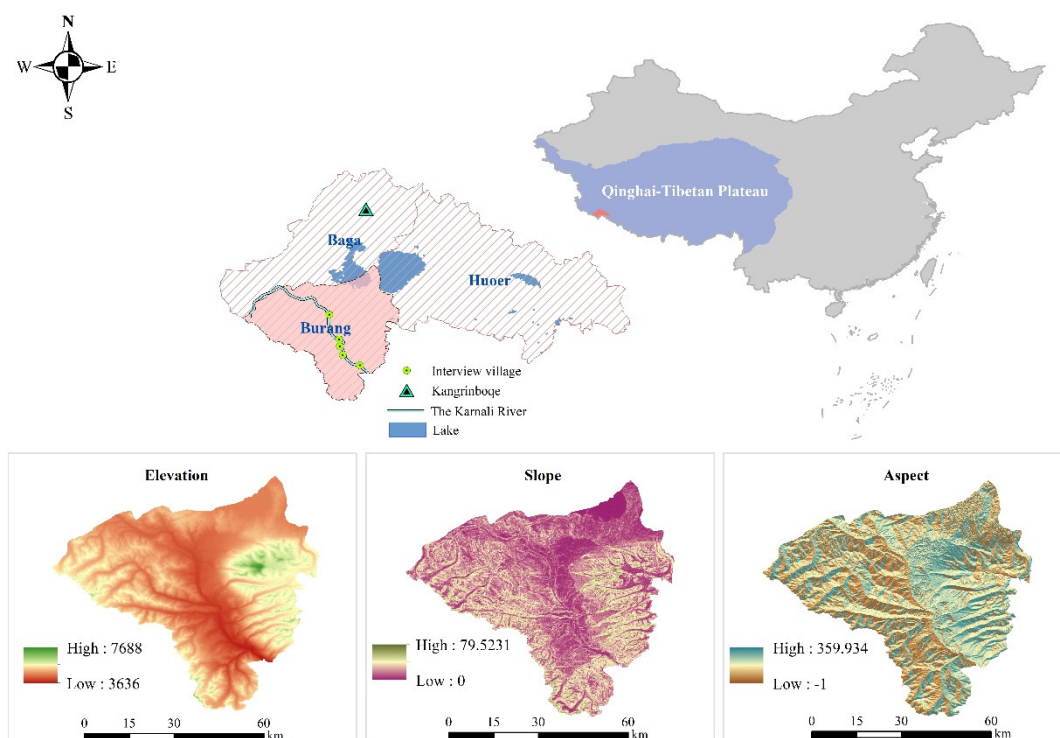 N
W E
S
Qinghai-Tibetan Plateau
Baga
Huoer
Burang
Interview village
Kangrinboqe
The Karnali River
Lake
Elevation
High : 7688
Low : 3636
0 15 30 60
km
Slope
High : 79.5231
Low : 0
0 15 30 60
km
Aspect
High : 359.934
Low : -1
0 15 30 60
km